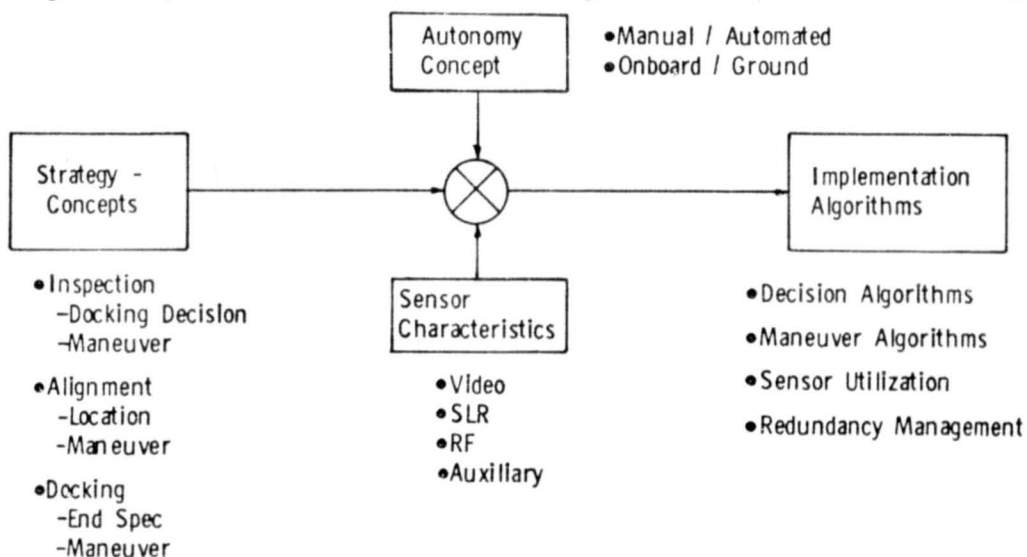 Autonomy
Concept
•Manual / Automated
•Onboard / Ground
Strategy -
Concepts
Implementation
Algorithms
•Inspection
-Docking Decision
-Maneuver
•Alignment
-Location
-Maneuver
•Docking
-End Spec
-Maneuver
Sensor
Characteristics
•Video
•SLR
•RF
•Auxiliary
•Decision Algorithms
•Maneuver Algorithms
•Sensor Utilization
•Redundancy Management